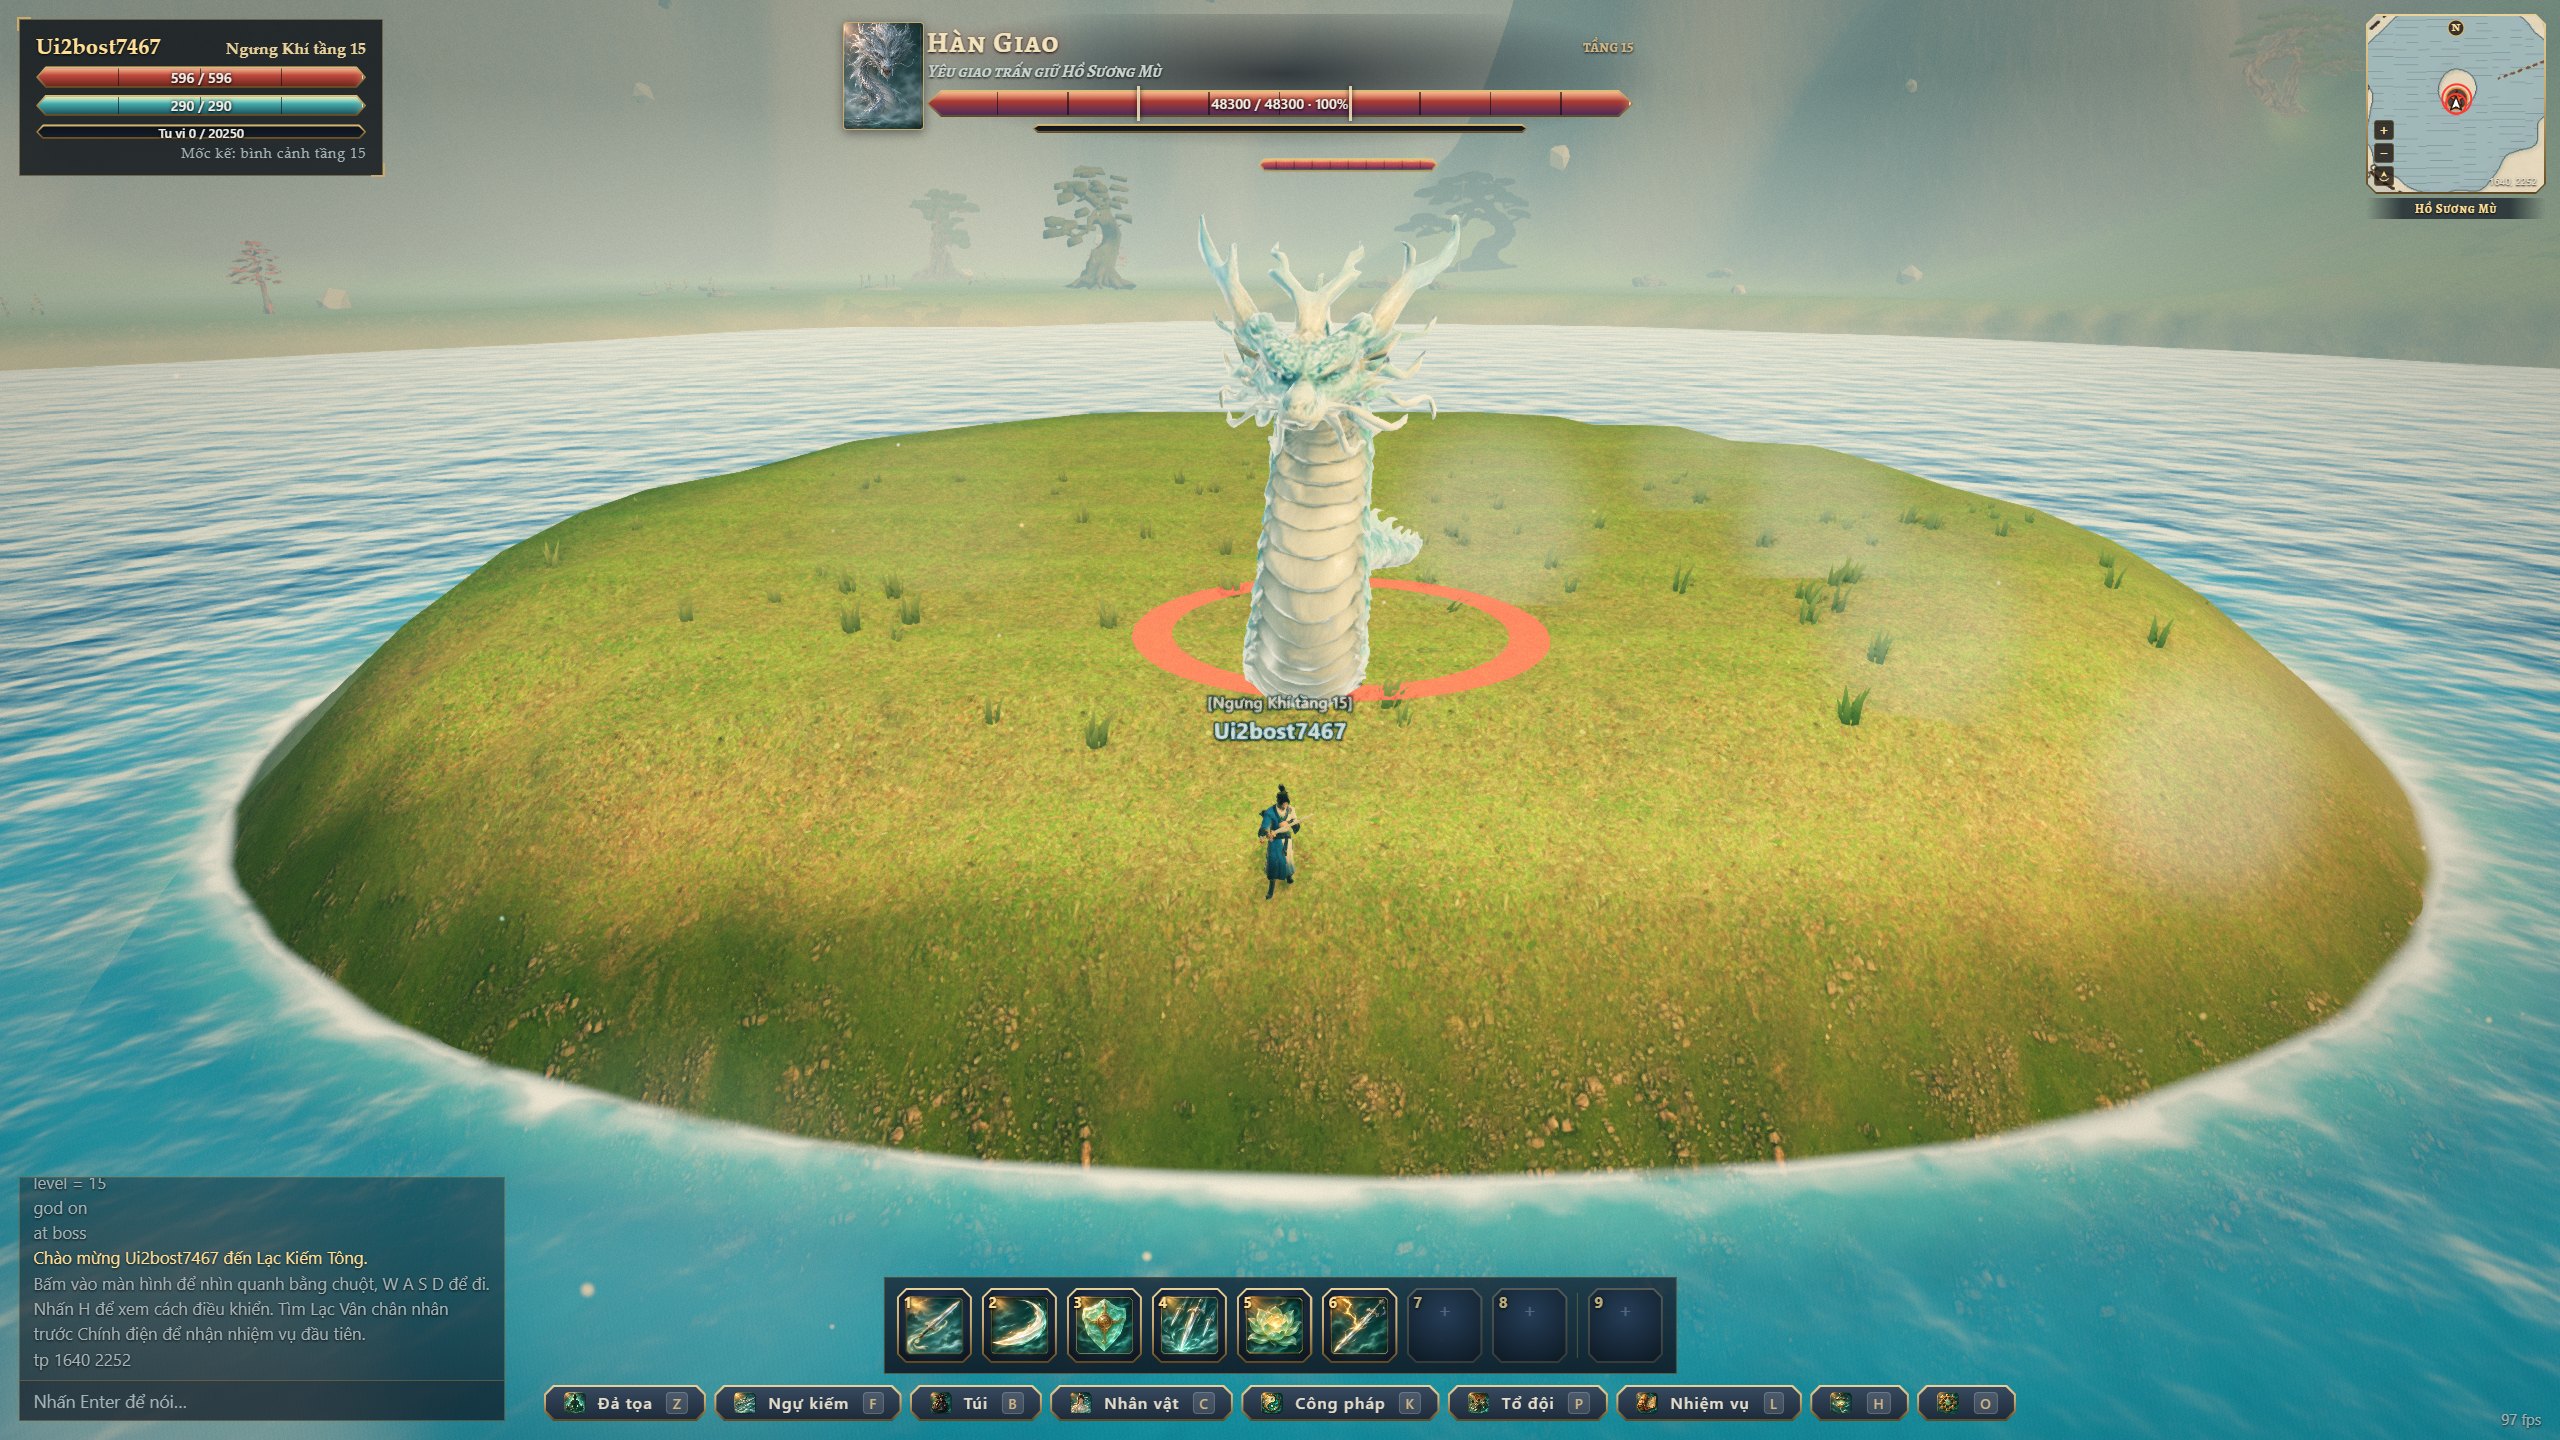 Ui2bost7467
Ngưng Khí tầng 15
596 / 596
290 / 290
Tu vi 0 / 20250
Mốc kế: bình cảnh tầng 15
Hàn Giao
TẦNG 15
Yêu giao trấn giữ Hồ Sương Mù
48300 / 48300 · 100%
N
+
−
1640, 2252
Hồ Sương Mù
[Ngưng Khí tầng 15]
Ui2bost7467
level = 15
god on
at boss
Chào mừng Ui2bost7467 đến Lạc Kiếm Tông.
Bấm vào màn hình để nhìn quanh bằng chuột, W A S D để đi.
Nhấn H để xem cách điều khiển. Tìm Lạc Vân chân nhân
trước Chính điện để nhận nhiệm vụ đầu tiên.
tp 1640 2252
Nhấn Enter để nói...
1 2 3 4 5 6 7 + 8 + 9 +
Đả tọa Z Ngự kiếm F Túi B Nhân vật C Công pháp K Tổ đội P Nhiệm vụ L H O
97 fps